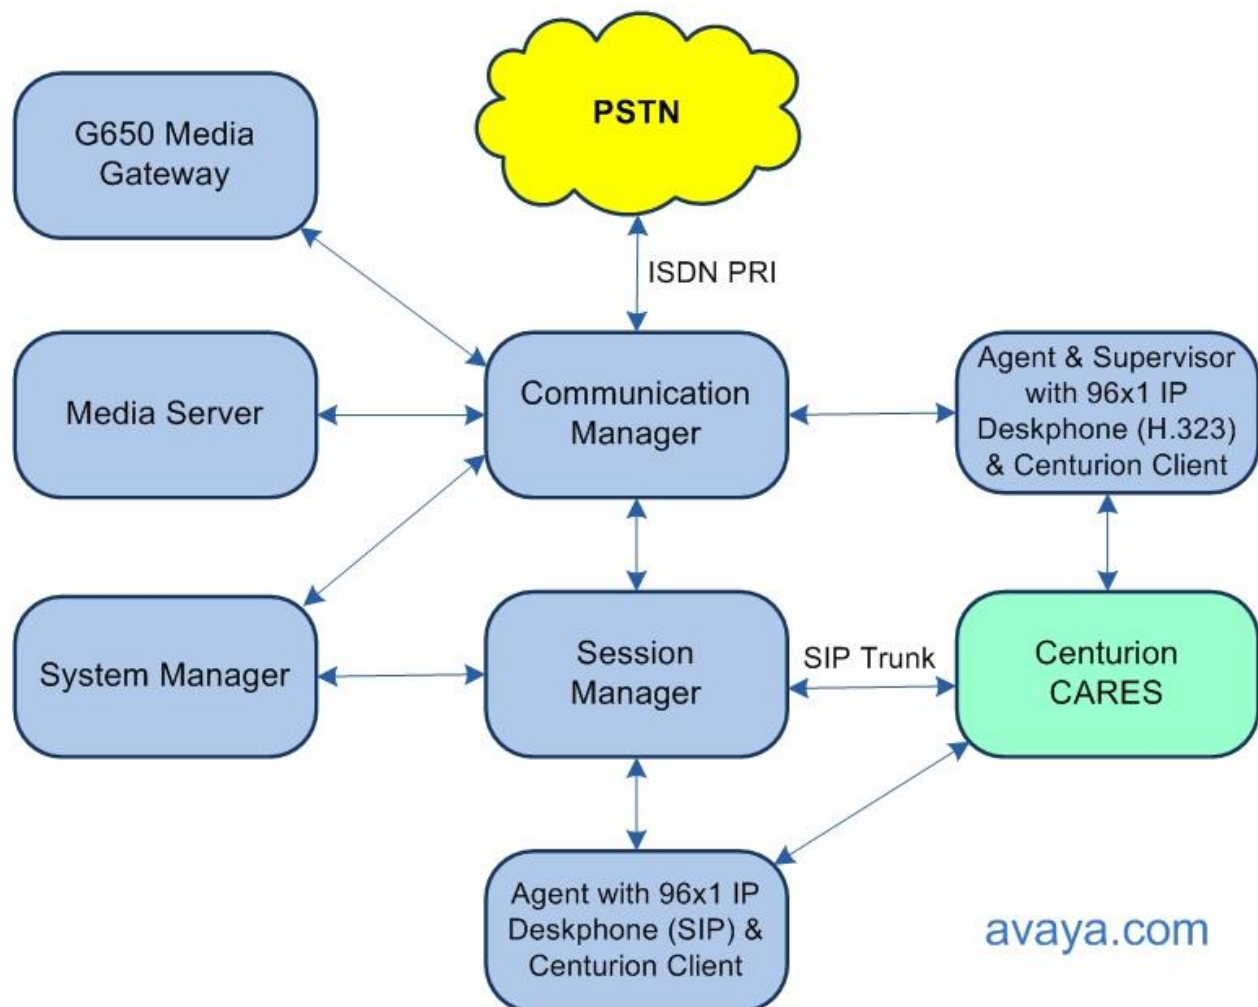 PSTN
G650 Media
Gateway
ISDN PRI
Media Server
Communication
Manager
Agent & Supervisor
with 96x1 IP
Deskphone (H.323)
& Centurion Client
System Manager
Session
Manager
SIP Trunk
Centurion
CARES
Agent with 96x1 IP
Deskphone (SIP) &
Centurion Client
avaya.com